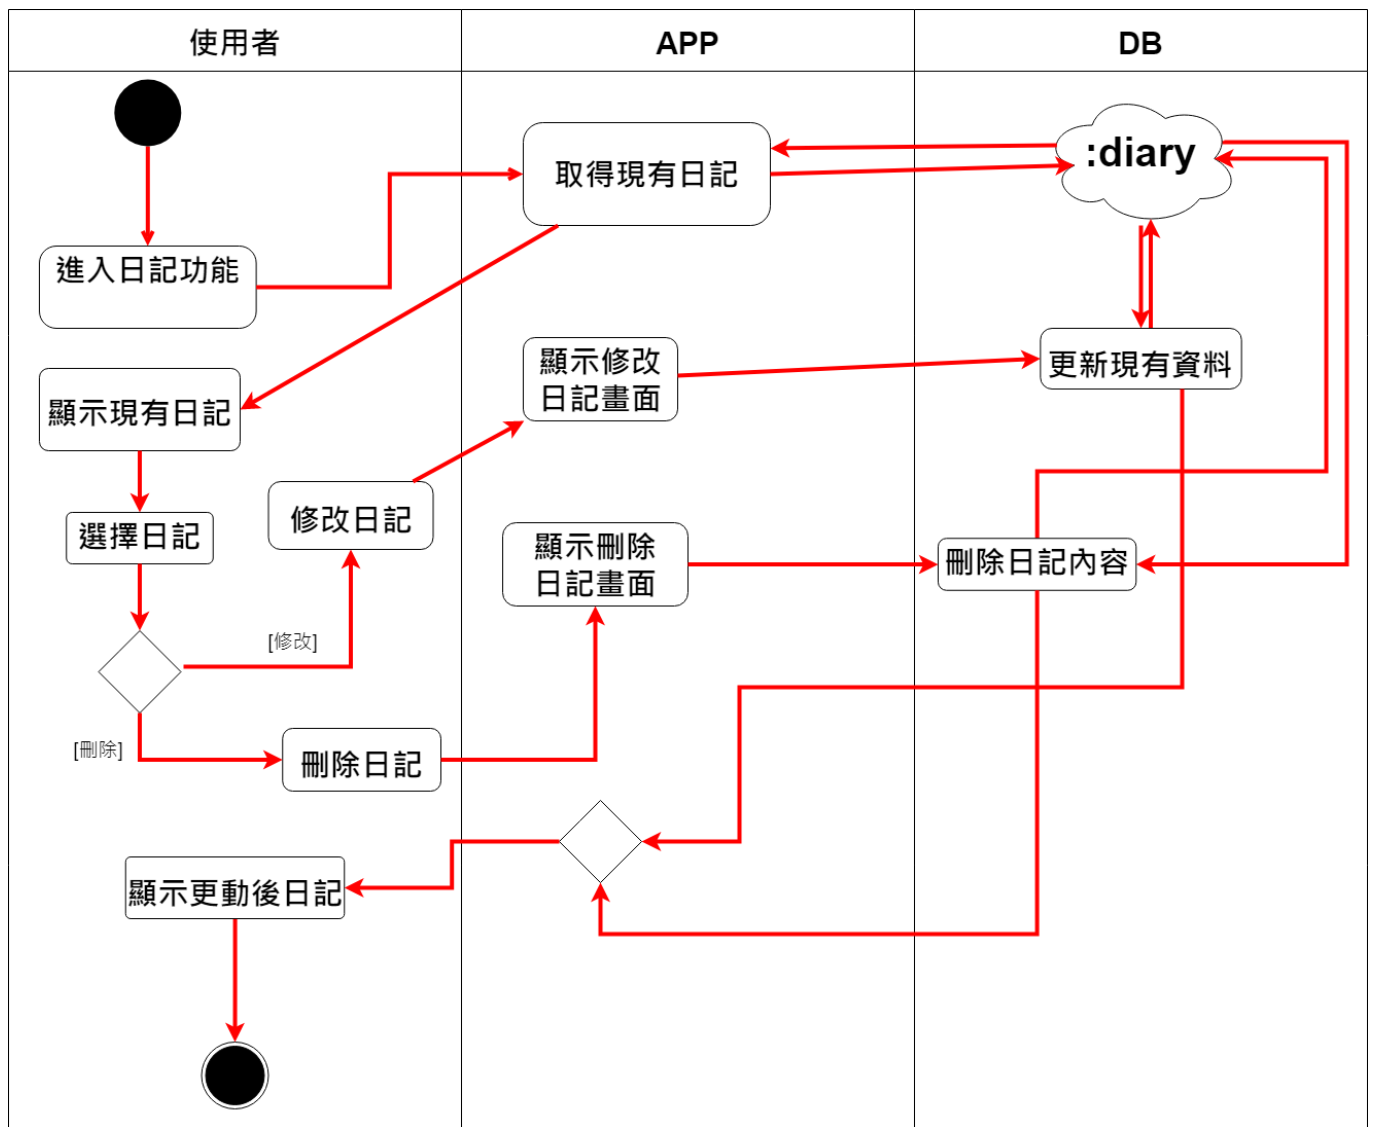 使用者
APP
DB
:diary
取得現有日記
進入日記功能
顯示修改
日記畫面
更新現有資料
顯示現有日記
選擇日記
修改日記
顯示刪除
日記畫面
刪除日記內容
[修改]
[刪除]
刪除日記
顯示更動後日記